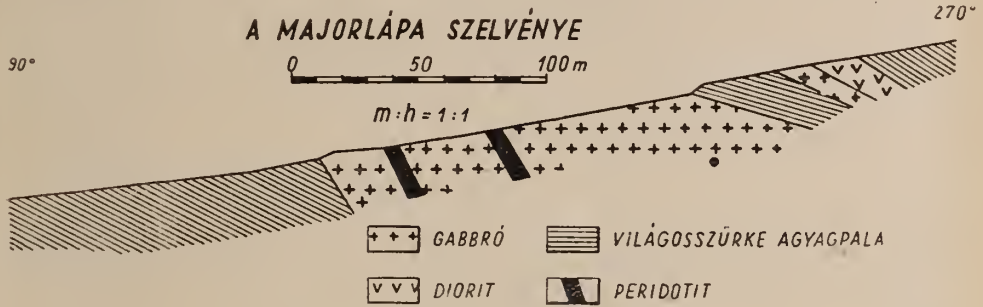 270°
A MAJORLÁPA SZELVÉNYE
90°
0 50 100 m
m:h = 1:1
GABBRÓ VILÁGOSSZÜRKE AGYAGPALA
DIORIT PERIDOTIT